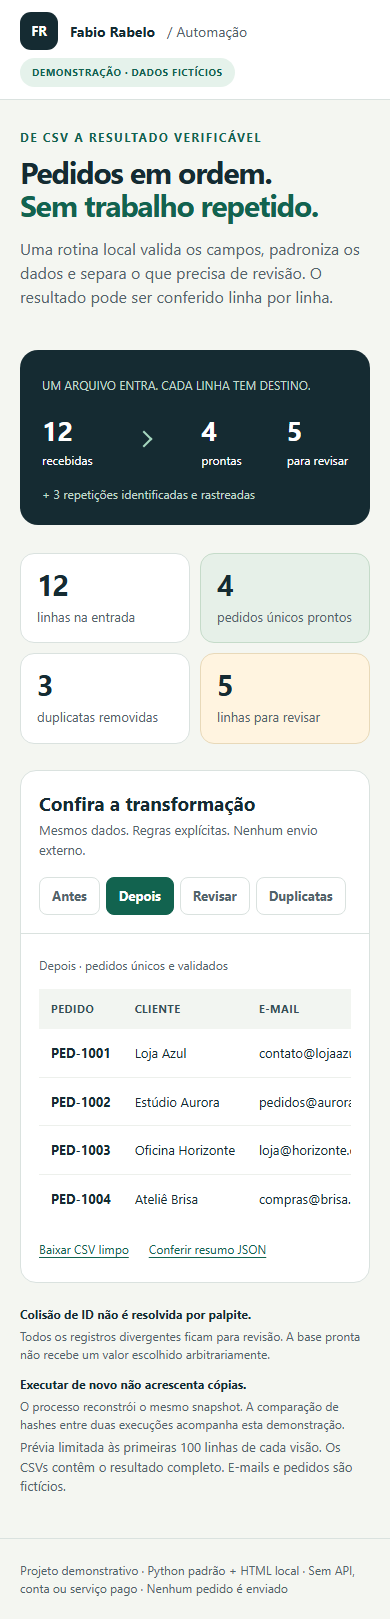 FR Fabio Rabelo / Automação
DEMONSTRAÇÃO · DADOS FICTÍCIOS
DE CSV A RESULTADO VERIFICÁVEL
Pedidos em ordem.
Sem trabalho repetido.
Uma rotina local valida os campos, padroniza os
dados e separa o que precisa de revisão. O
resultado pode ser conferido linha por linha.
UM ARQUIVO ENTRA. CADA LINHA TEM DESTINO.
12 4 5
recebidas prontas para revisar
+ 3 repetições identificadas e rastreadas
12
linhas na entrada
4
pedidos únicos prontos
3
duplicatas removidas
5
linhas para revisar
Confira a transformação
Mesmos dados. Regras explícitas. Nenhum envio
externo.
Antes Depois Revisar Duplicatas
Depois · pedidos únicos e validados
PEDIDO CLIENTE E-MAIL
PED-1001 Loja Azul contato@lojaazu
PED-1002 Estúdio Aurora pedidos@aurora
PED-1003 Oficina Horizonte loja@horizonte.
PED-1004 Ateliê Brisa compras@brisa.
Baixar CSV limpo Conferir resumo JSON
Colisão de ID não é resolvida por palpite.
Todos os registros divergentes ficam para revisão. A base pronta
não recebe um valor escolhido arbitrariamente.
Executar de novo não acrescenta cópias.
O processo reconstrói o mesmo snapshot. A comparação de
hashes entre duas execuções acompanha esta demonstração.
Prévia limitada às primeiras 100 linhas de cada visão. Os
CSVs contêm o resultado completo. E-mails e pedidos são
fictícios.
Projeto demonstrativo · Python padrão + HTML local · Sem API,
conta ou serviço pago · Nenhum pedido é enviado